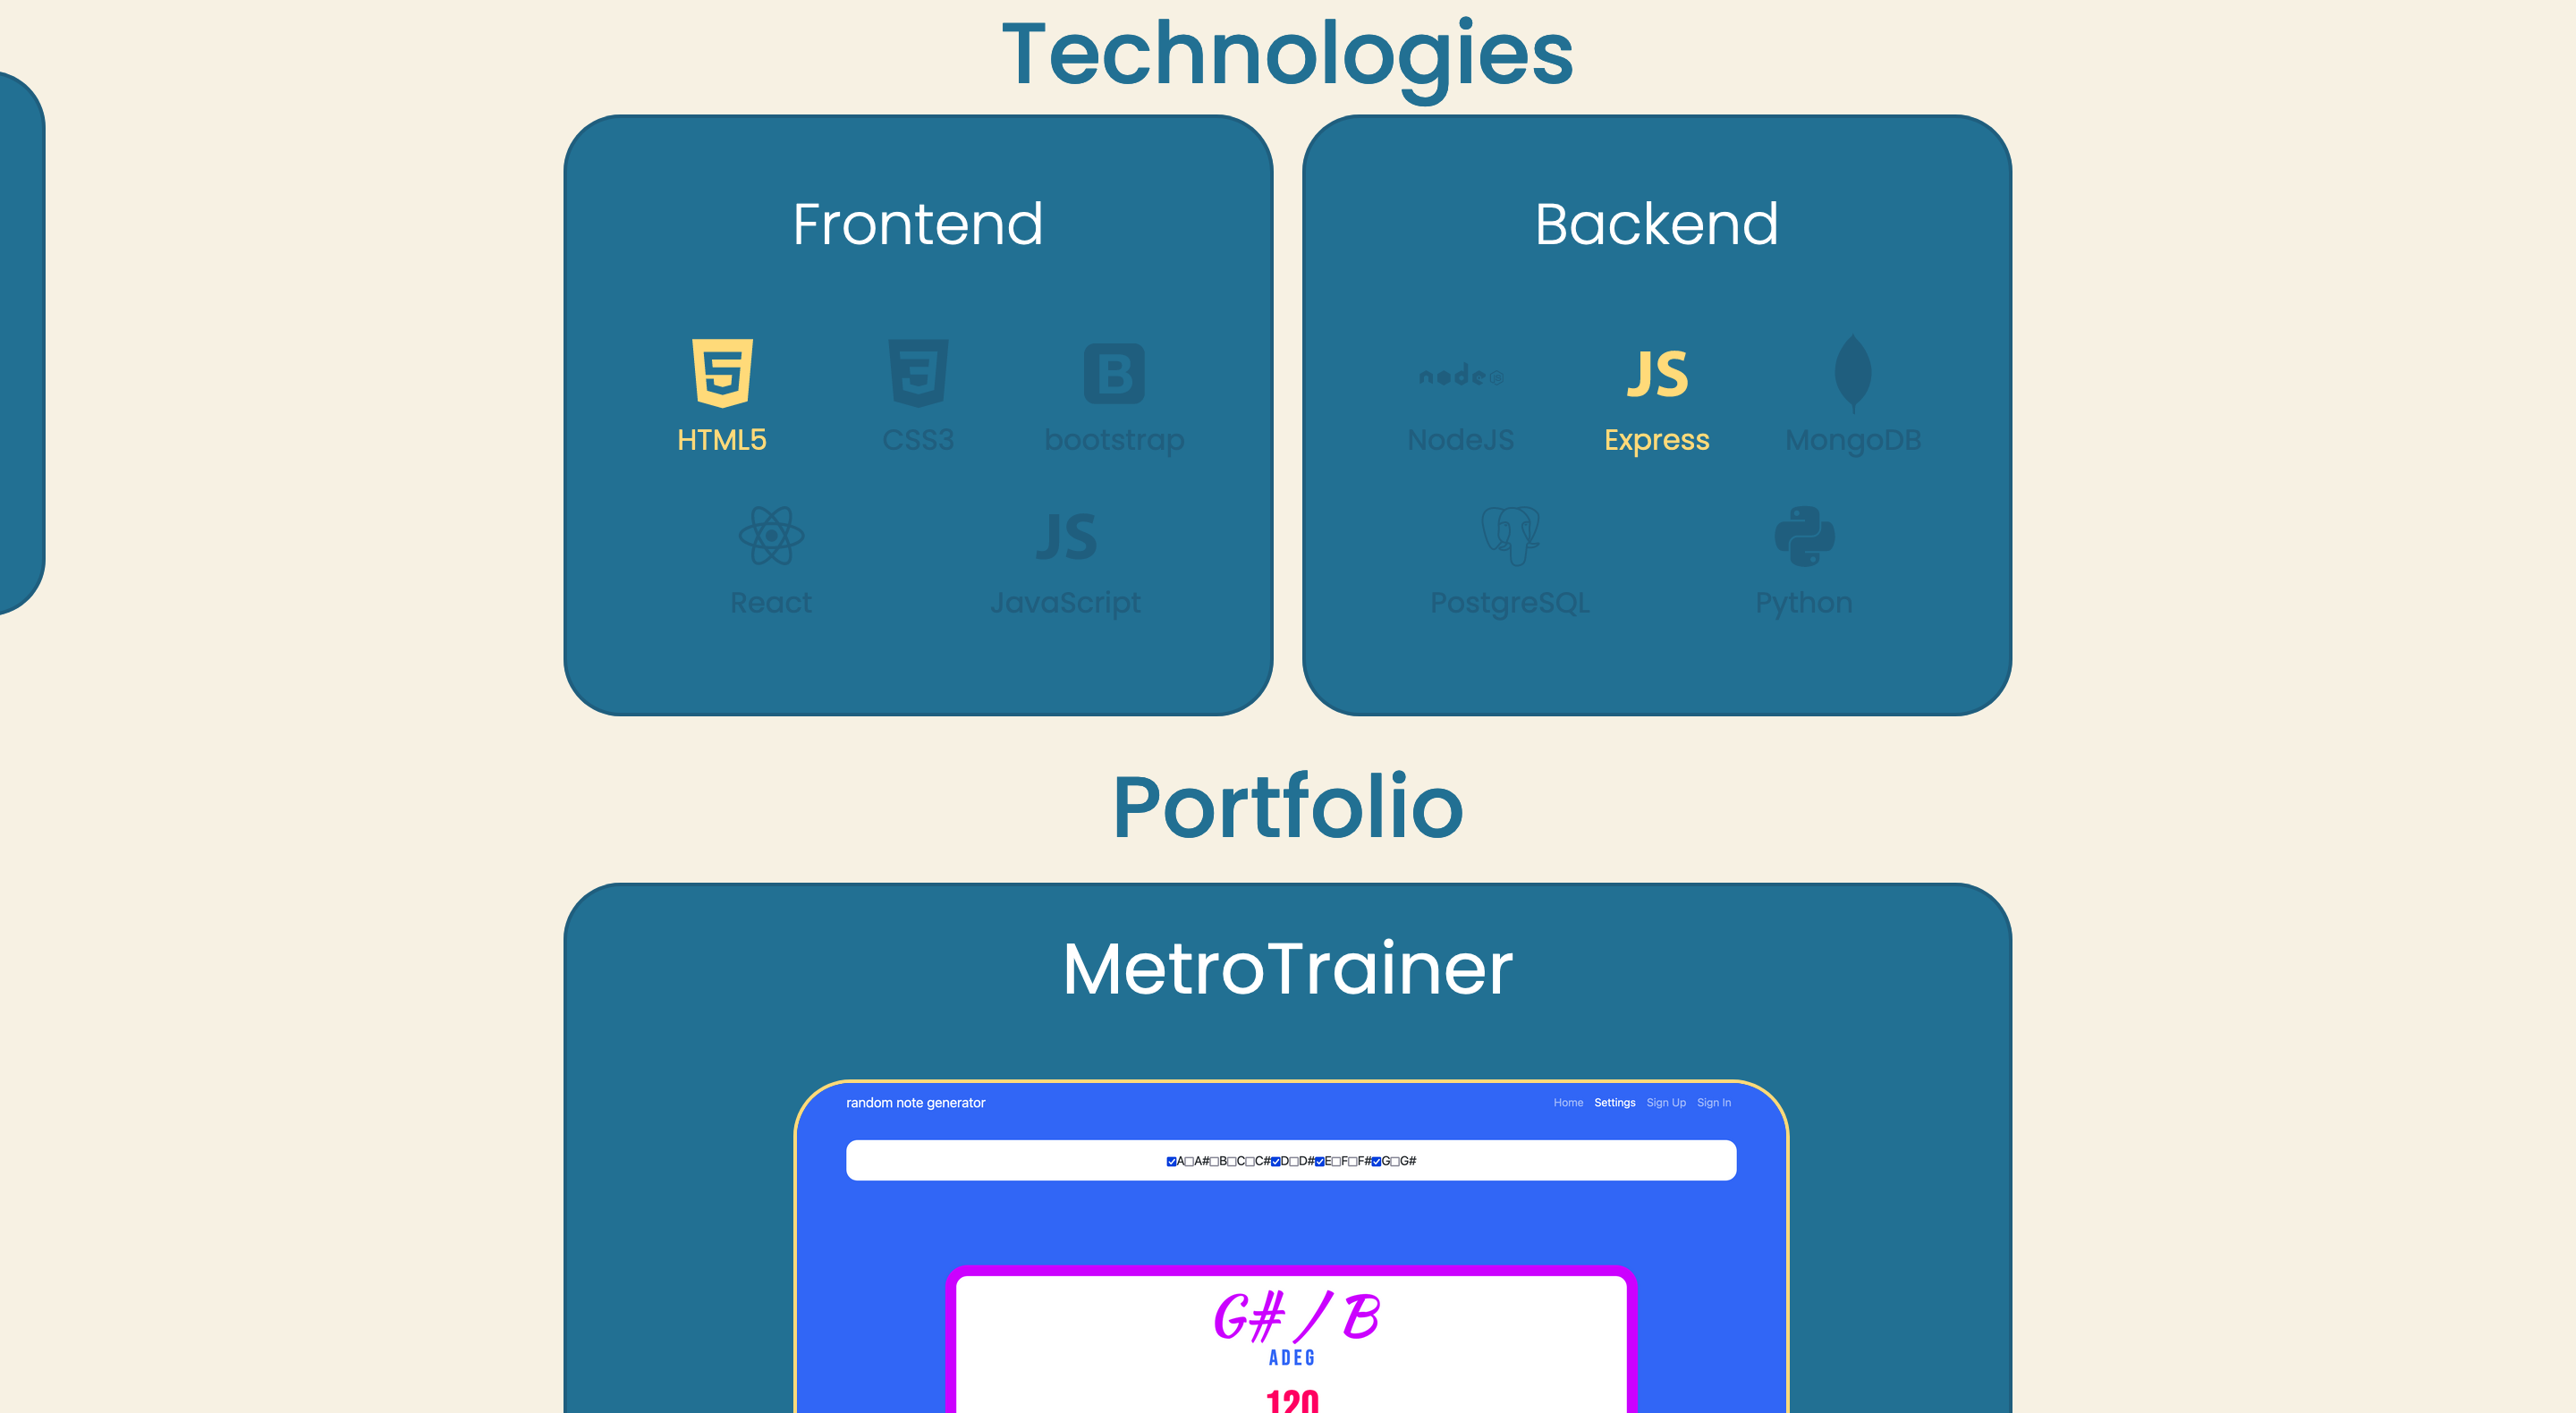 Technologies
Frontend
Backend
HTML5 CSS3 bootstrap
React JavaScript
JS
node JS
NodeJS Express MongoDB
PostgreSQL Python
Portfolio
MetroTrainer
random note generator Home Settings Sign Up Sign In
A A# B C C# D D# E F F# G G#
G# / B
ADEG
120